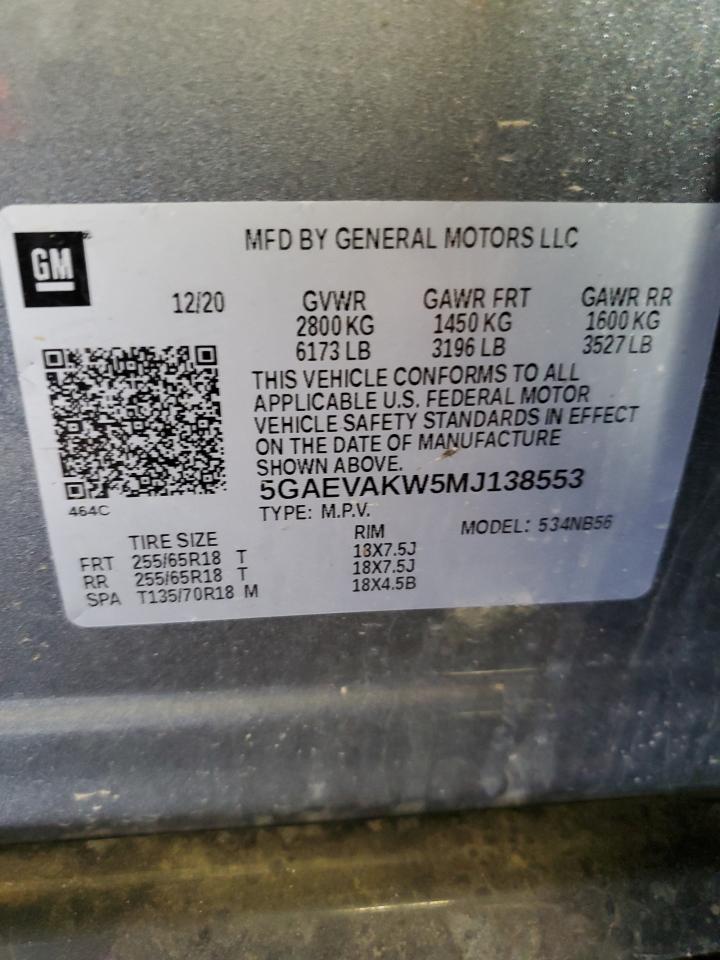 GM
MFD BY GENERAL MOTORS LLC
12/20 GVWR GAWR FRT GAWR RR
2800 KG 1450 KG 1600 KG
6173 LB 3196 LB 3527 LB
THIS VEHICLE CONFORMS TO ALL
APPLICABLE U.S. FEDERAL MOTOR
VEHICLE SAFETY STANDARDS IN EFFECT
ON THE DATE OF MANUFACTURE
SHOWN ABOVE.
464C
5GAEVAKW5MJ138553
TYPE: M.P.V. MODEL: 534NB56
TIRE SIZE RIM
FRT 255/65R18 T 18X7.5J
RR 255/65R18 T 18X7.5J
SPA T135/70R18 M 18X4.5B